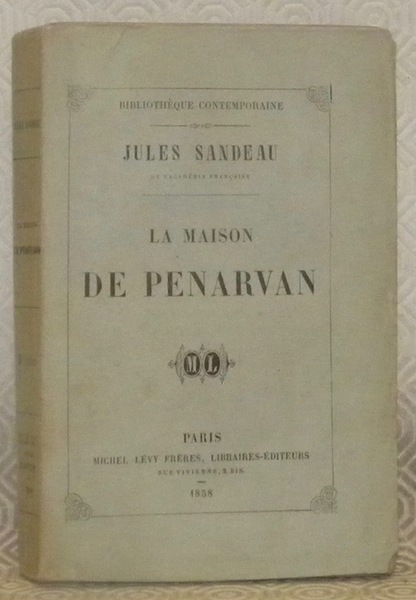 BIBLIOTHÈQUE CONTEMPORAINE
JULES SANDEAU
DE L'ACADÉMIE FRANÇAISE
LA MAISON
DE PENARVAN
ML
PARIS
MICHEL LÉVY FRÈRES, LIBRAIRES-ÉDITEURS
RUE VIVIENNE, 2 BIS
1858